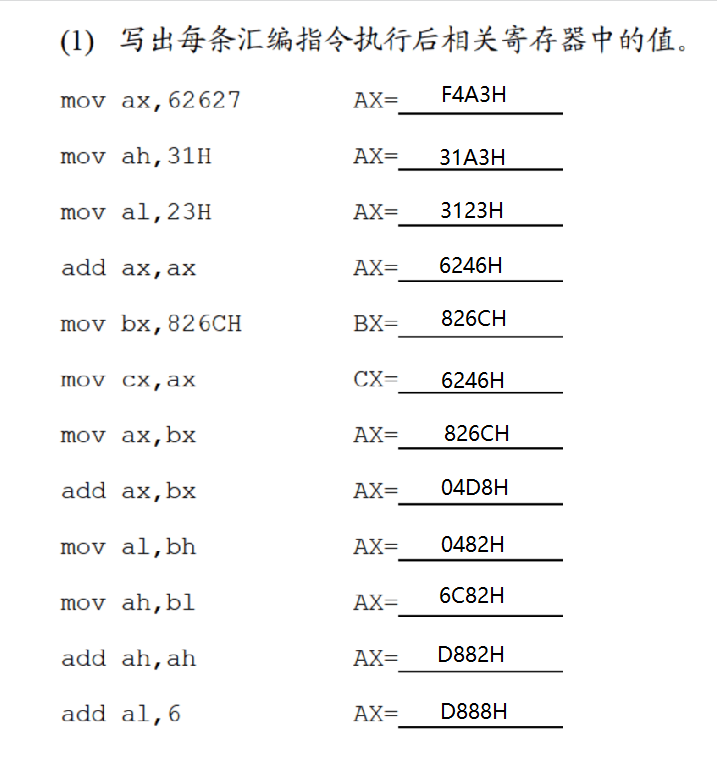 (1) 写出每条汇编指令执行后相关寄存器中的值。
mov ax,62627 AX=F4A3H
mov ah,31H AX=31A3H
mov al,23H AX=3123H
add ax,ax AX=6246H
mov bx,826CH BX=826CH
mov cx,ax CX=6246H
mov ax,bx AX=826CH
add ax,bx AX=04D8H
mov al,bh AX=0482H
mov ah,bl AX=6C82H
add ah,ah AX=D882H
add al,6 AX=D888H